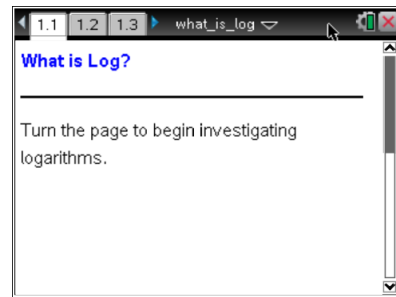 1.1 1.2 1.3 what_is_log
What is Log?
Turn the page to begin investigating
logarithms.